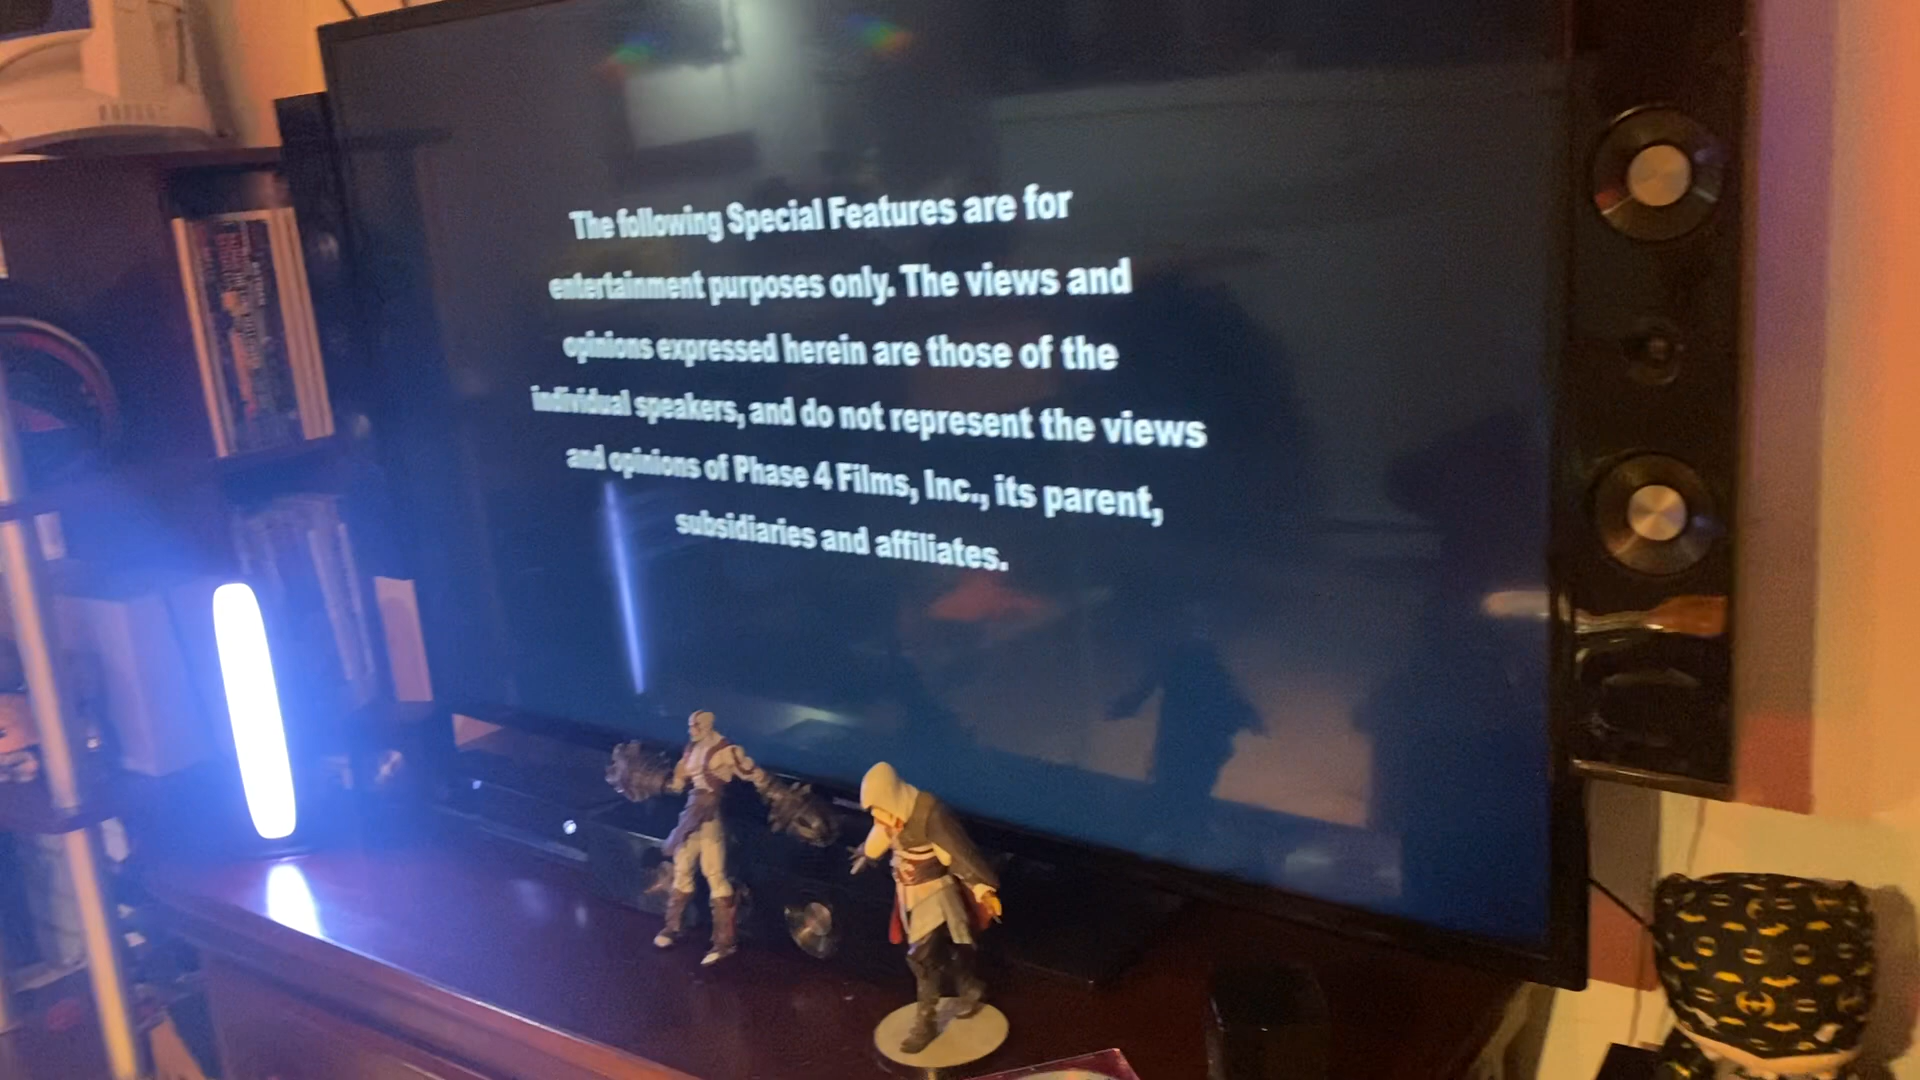 The following Special Features are for
entertainment purposes only. The views and
opinions expressed herein are those of the
individual speakers, and do not represent the views
and opinions of Phase 4 Films, Inc., its parent,
subsidiaries and affiliates.